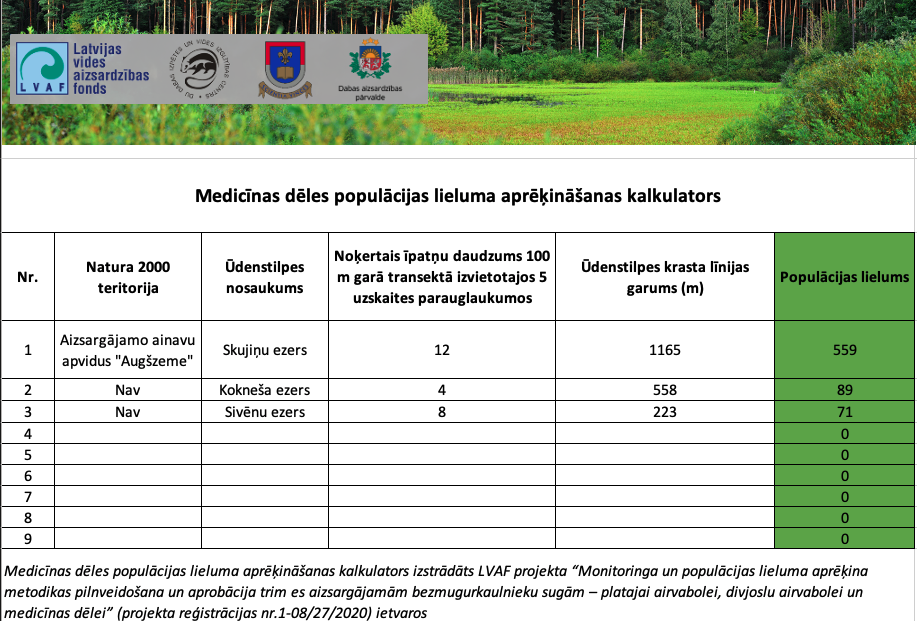 Latvijas
vides
aizsardzības
fonds
LVAF
Dabas aizsardzības
pārvalde
Medicīnas dēles populācijas lieluma aprēķināšanas kalkulators
Nr.
Natura 2000
teritorija
Ūdenstilpes
nosaukums
Noķertais īpatņu daudzums 100
m garā transektā izvietotajos 5
uzskaites parauglaukumos
Ūdenstilpes krasta līnijas
garums (m)
Populācijas lielums
1
Aizsargājamo ainavu
apvidus "Augšzeme"
Skujiņu ezers
12
1165
559
2 Nav Kokneša ezers 4 558 89
3 Nav Sivēnu ezers 8 223 71
4 0
5 0
6 0
7 0
8 0
9 0
Medicīnas dēles populācijas lieluma aprēķināšanas kalkulators izstrādāts LVAF projekta “Monitoringa un populācijas lieluma aprēķina
metodikas pilnveidošana un aprobācija trim es aizsargājamām bezmugurkaulnieku sugām – platajai airvabolei, divjoslu airvabolei un
medicīnas dēlei” (projekta reģistrācijas nr.1-08/27/2020) ietvaros